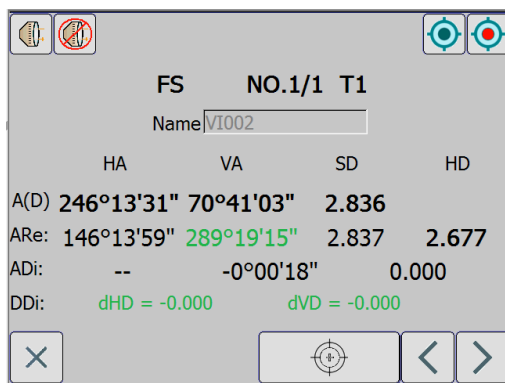 FS NO.1/1 T1
Name VI002
HA VA SD HD
A(D) 246°13'31" 70°41'03" 2.836
ARe: 146°13'59" 289°19'15" 2.837 2.677
ADi: -- -0°00'18" 0.000
DDi: dHD = -0.000 dVD = -0.000